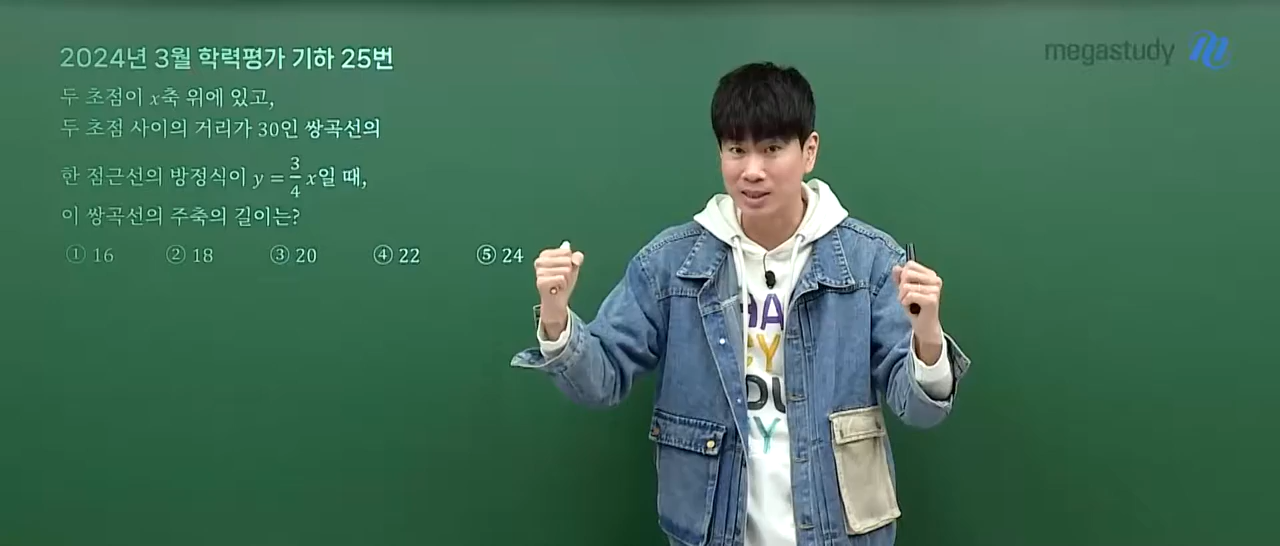 2024년 3월 학력평가 기하 25번
megastudy
두 초점이 x축 위에 있고,
두 초점 사이의 거리가 30인 쌍곡선의
한 점근선의 방정식이 y = 3/4 x일 때,
이 쌍곡선의 주축의 길이는?
① 16 ② 18 ③ 20 ④ 22 ⑤ 24